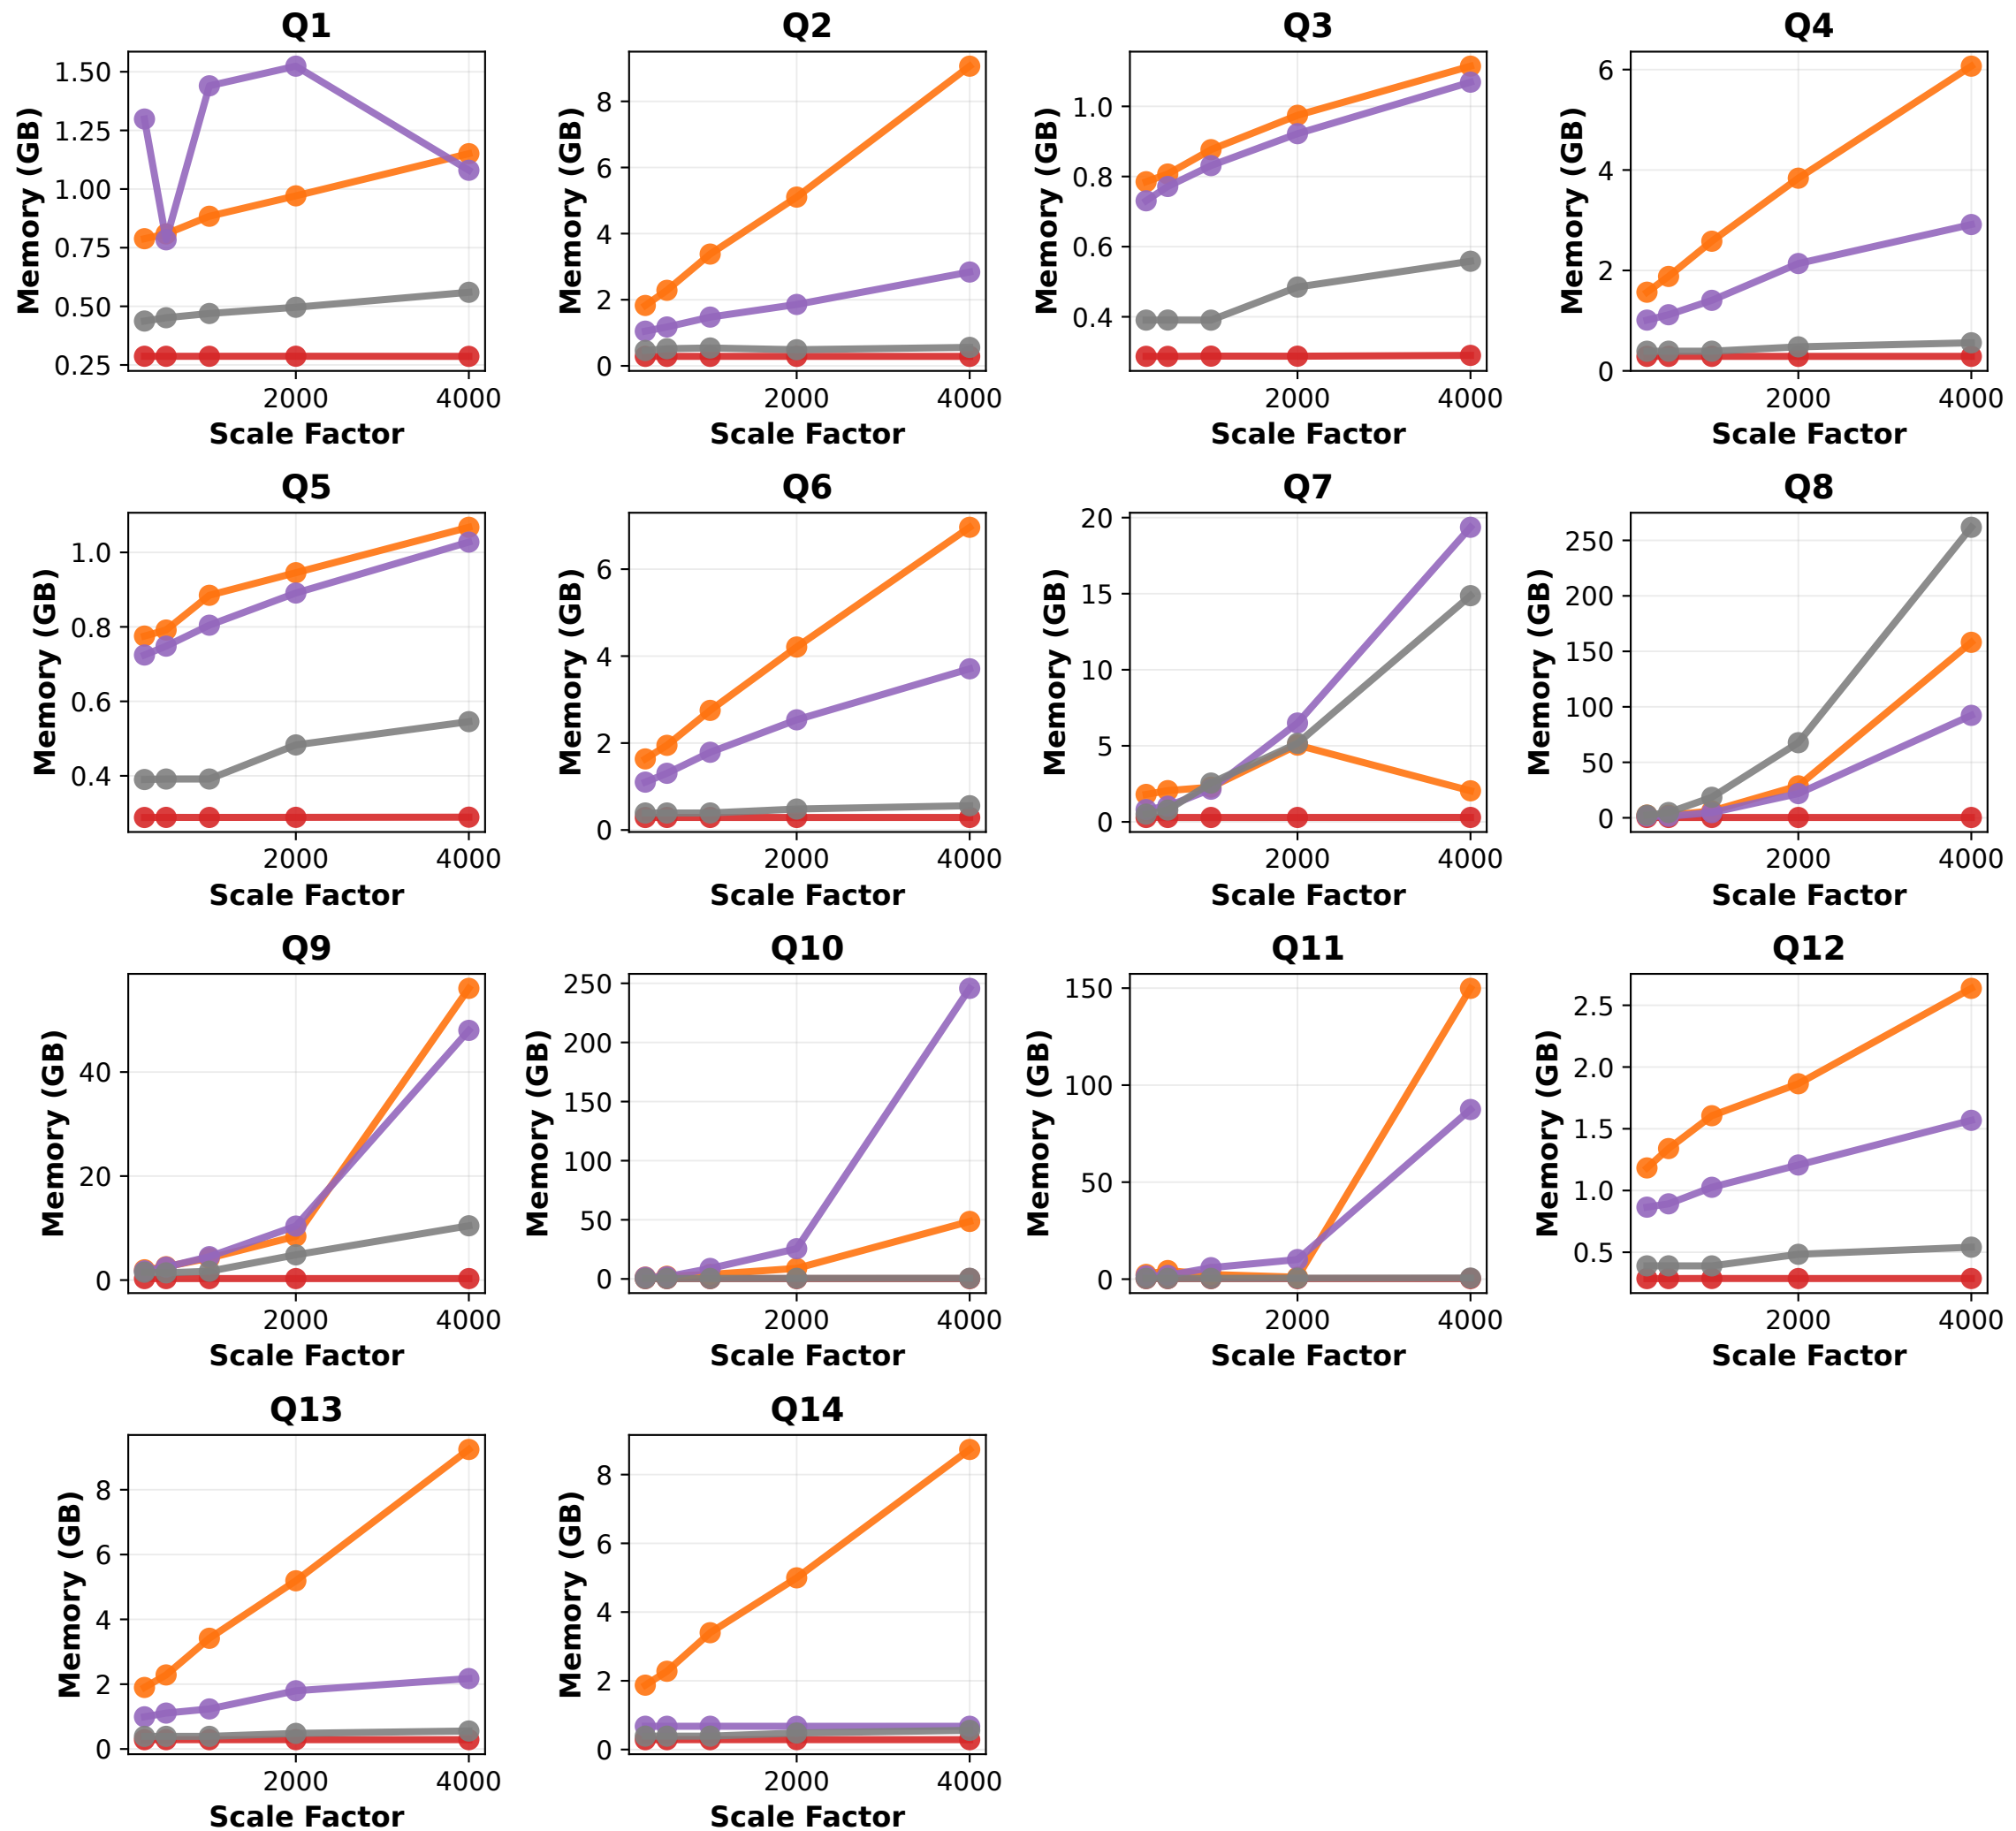 Q1
Q2
Q3
Q4
1.50
1.25
1.00
0.75
0.50
0.25
Memory (GB)
2000
4000
Scale Factor
8
6
4
2
0
Memory (GB)
2000
4000
Scale Factor
1.0
0.8
0.6
0.4
Memory (GB)
2000
4000
Scale Factor
6
4
2
0
Memory (GB)
2000
4000
Scale Factor
Q5
Q6
Q7
Q8
1.0
0.8
0.6
0.4
Memory (GB)
2000
4000
Scale Factor
6
4
2
0
Memory (GB)
2000
4000
Scale Factor
20
15
10
5
0
Memory (GB)
2000
4000
Scale Factor
250
200
150
100
50
0
Memory (GB)
2000
4000
Scale Factor
Q9
Q10
Q11
Q12
40
20
0
Memory (GB)
2000
4000
Scale Factor
250
200
150
100
50
0
Memory (GB)
2000
4000
Scale Factor
150
100
50
0
Memory (GB)
2000
4000
Scale Factor
2.5
2.0
1.5
1.0
0.5
Memory (GB)
2000
4000
Scale Factor
Q13
Q14
8
6
4
2
0
Memory (GB)
2000
4000
Scale Factor
8
6
4
2
0
Memory (GB)
2000
4000
Scale Factor